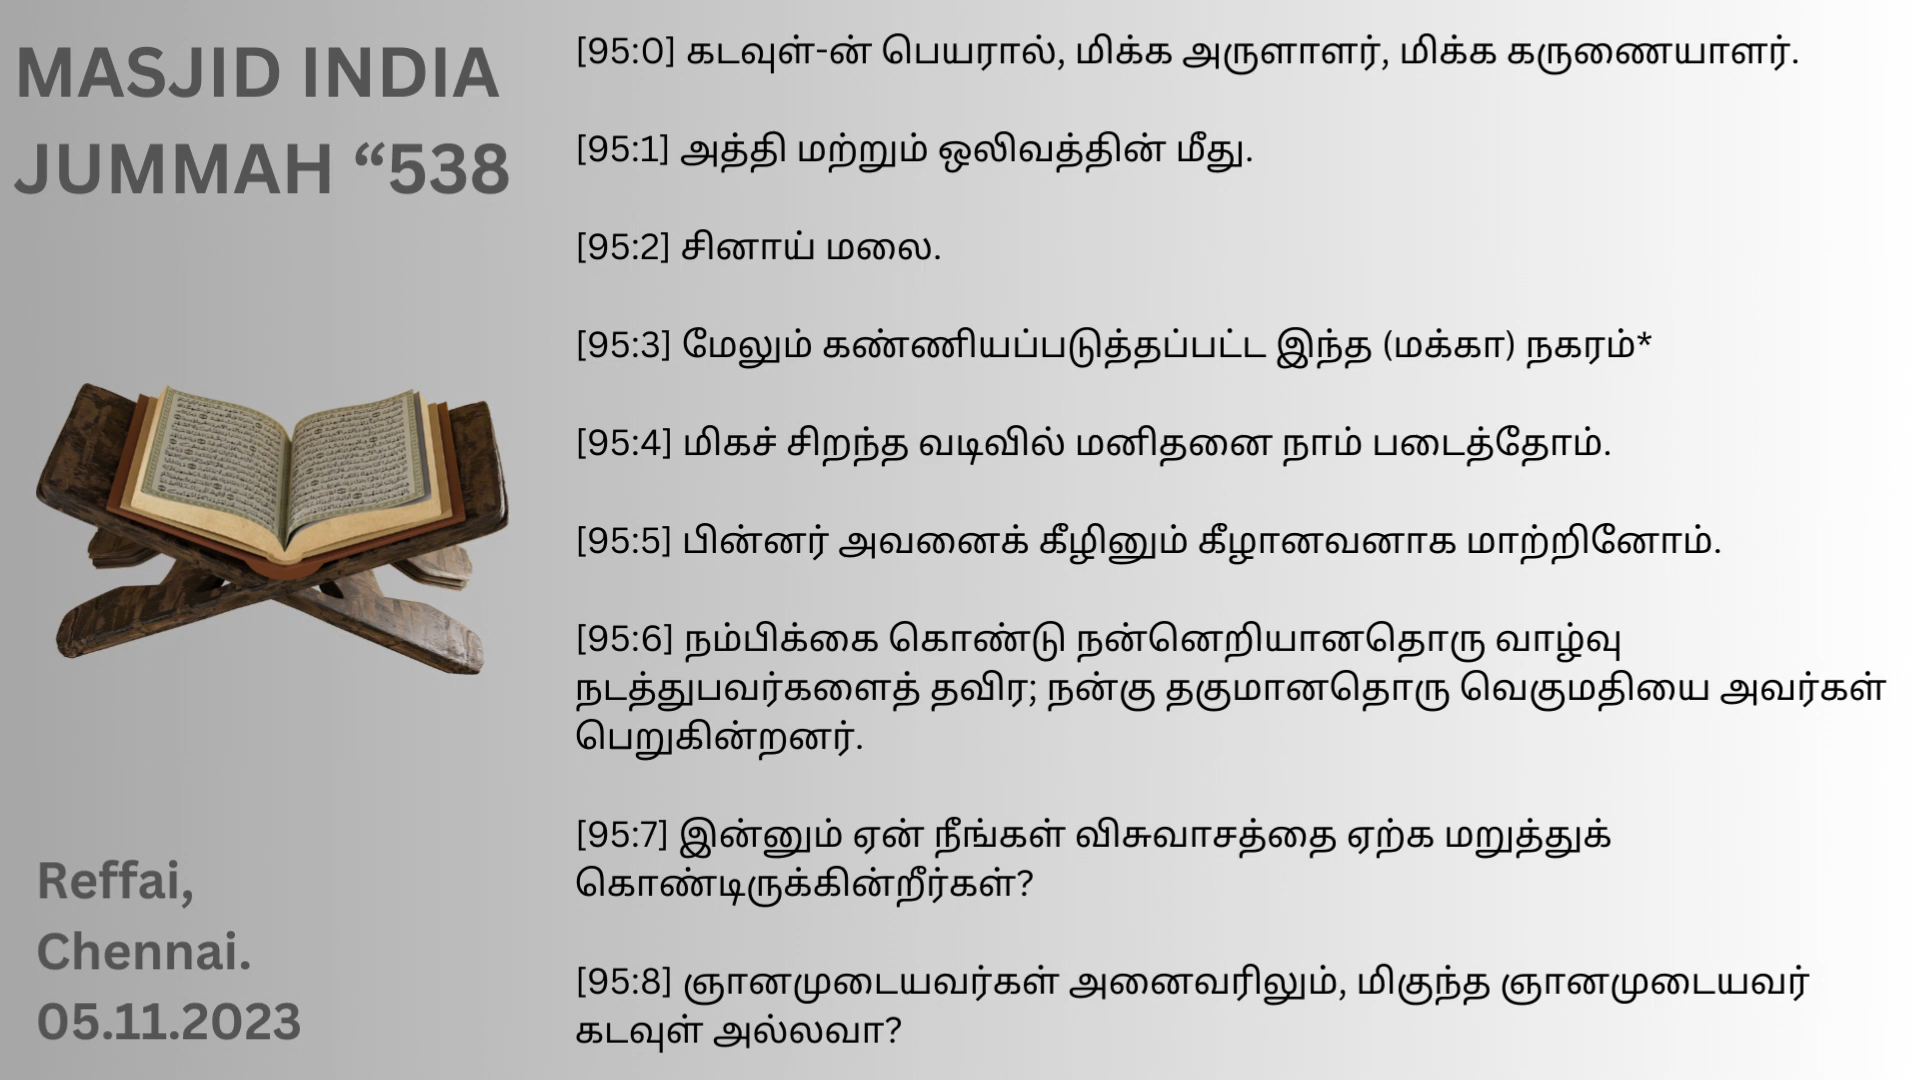 MASJID INDIA
JUMMAH “538
[95:0] கடவுள்-ன் பெயரால், மிக்க அருளாளர், மிக்க கருணையாளர்.
[95:1] அத்தி மற்றும் ஒலிவத்தின் மீது.
[95:2] சினாய் மலை.
[95:3] மேலும் கண்ணியப்படுத்தப்பட்ட இந்த (மக்கா) நகரம்*
[95:4] மிகச் சிறந்த வடிவில் மனிதனை நாம் படைத்தோம்.
[95:5] பின்னர் அவனைக் கீழினும் கீழானவனாக மாற்றினோம்.
[95:6] நம்பிக்கை கொண்டு நன்னெறியானதொரு வாழ்வு
நடத்துபவர்களைத் தவிர; நன்கு தகுமானதொரு வெகுமதியை அவர்கள்
பெறுகின்றனர்.
[95:7] இன்னும் ஏன் நீங்கள் விசுவாசத்தை ஏற்க மறுத்துக்
கொண்டிருக்கின்றீர்கள்?
[95:8] ஞானமுடையவர்கள் அனைவரிலும், மிகுந்த ஞானமுடையவர்
கடவுள் அல்லவா?
Reffai,
Chennai.
05.11.2023